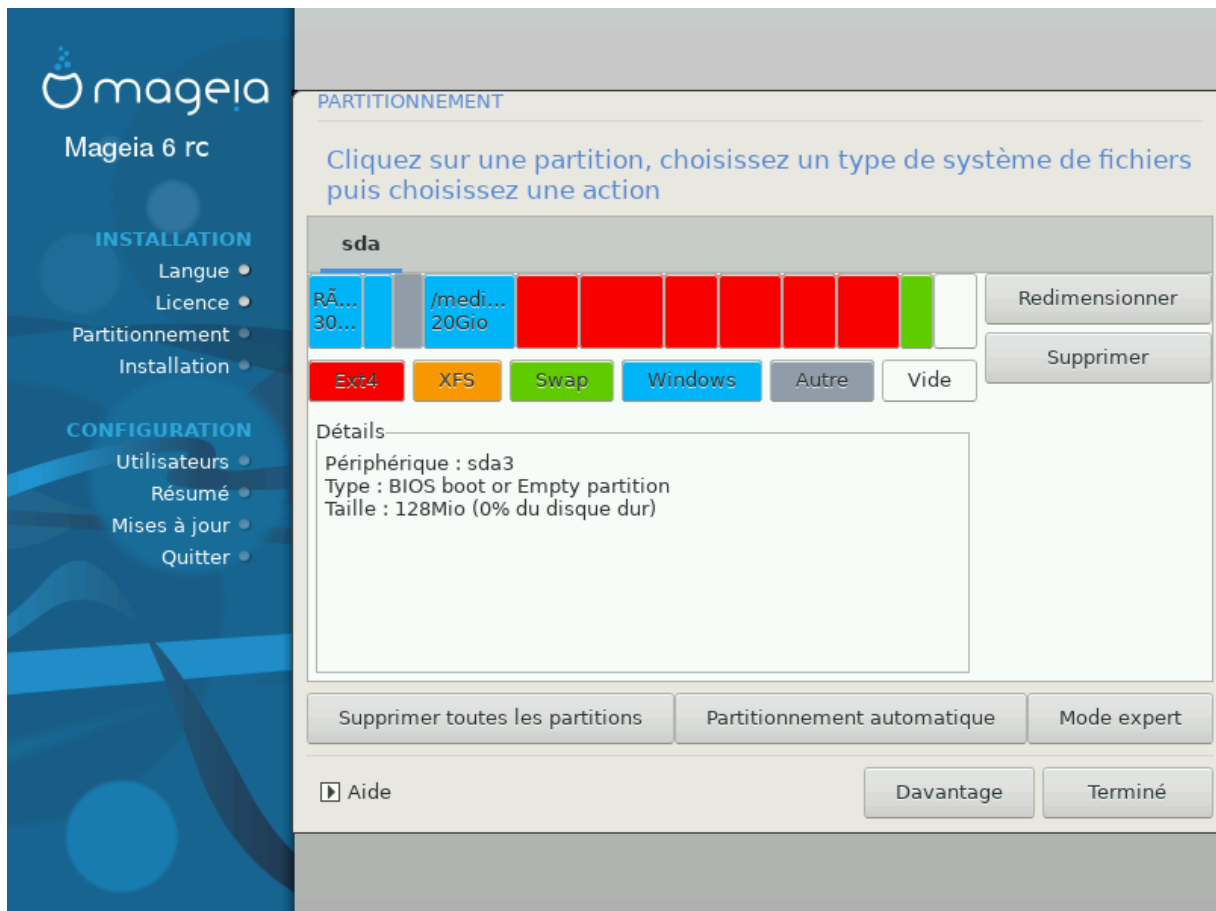 mageia
Mageia 6 rc
INSTALLATION
Langue
Licence
Partitionnement
Installation
CONFIGURATION
Utilisateurs
Résumé
Mises à jour
Quitter
PARTITIONNEMENT
Cliquez sur une partition, choisissez un type de système de fichiers
puis choisissez une action
sda
RÃ...
30...
/medi...
20Gio
Redimensionner
Supprimer
Ext4 XFS Swap Windows Autre Vide
Détails
Périphérique : sda3
Type : BIOS boot or Empty partition
Taille : 128Mio (0% du disque dur)
Supprimer toutes les partitions Partitionnement automatique Mode expert
Aide Davantage Terminé